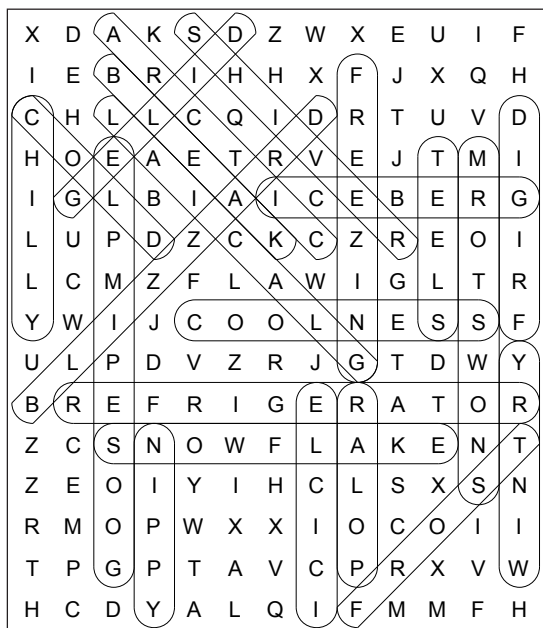 X D A K S D Z W X E U I F
I E B R I H H X F J X Q H
C H L L C Q I D R T U V D
H O E A E T R V E J T M I
I G L B I A I C E B E R G
L U P D Z C K C Z R E O I
L C M Z F L A W I G L T R
Y W I J C O O L N E S S F
U L P D V Z R J G T D W Y
B R E F R I G E R A T O R
Z C S N O W F L A K E N T
Z E O I Y I H C L S X S N
R M O P W X X I O C O I I
T P G P T A V C P R X V W
H C D Y A L Q I F M M F H